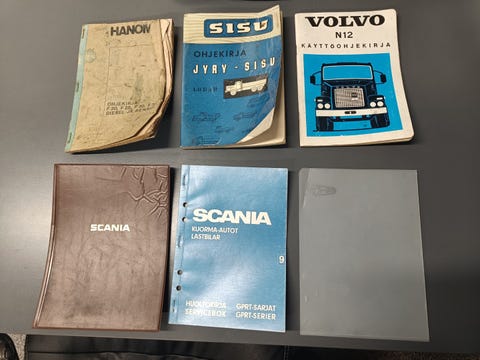 HANOM
OHJEKIRJA
SISU
OHJEKIRJA
JYRY - SISU
VOLVO
N12
KÄYTTÖOHJEKIRJA
SCANIA
SCANIA
KUORMA-AUTOT
LASTBILAR
9
HUOLTOKIRJA GPRT-SARJAT
SERVICEBOK GPRT-SERIER